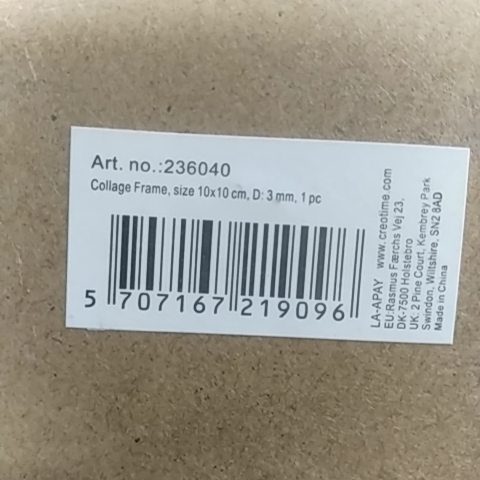 Art. no.:236040
Collage Frame, size 10x10 cm, D: 3 mm, 1 pc
5 707167 219096
LA-APAY www.creotime.com
EU:Rasmus Færchs Vej 23,
DK-7500 Holstebro
UK: 2 Pine Court, Kembrey Park
Swindon, Wiltshire, SN2 8AD
Made in China